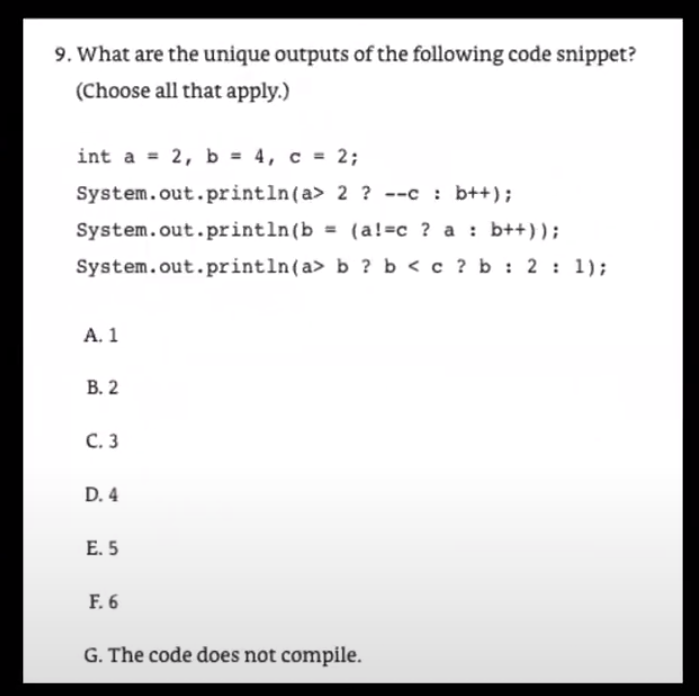 9. What are the unique outputs of the following code snippet?
(Choose all that apply.)
int a = 2, b = 4, c = 2;
System.out.println(a> 2 ? --c : b++);
System.out.println(b = (a!=c ? a : b++));
System.out.println(a> b ? b < c ? b : 2 : 1);
A. 1
B. 2
C. 3
D. 4
E. 5
F. 6
G. The code does not compile.